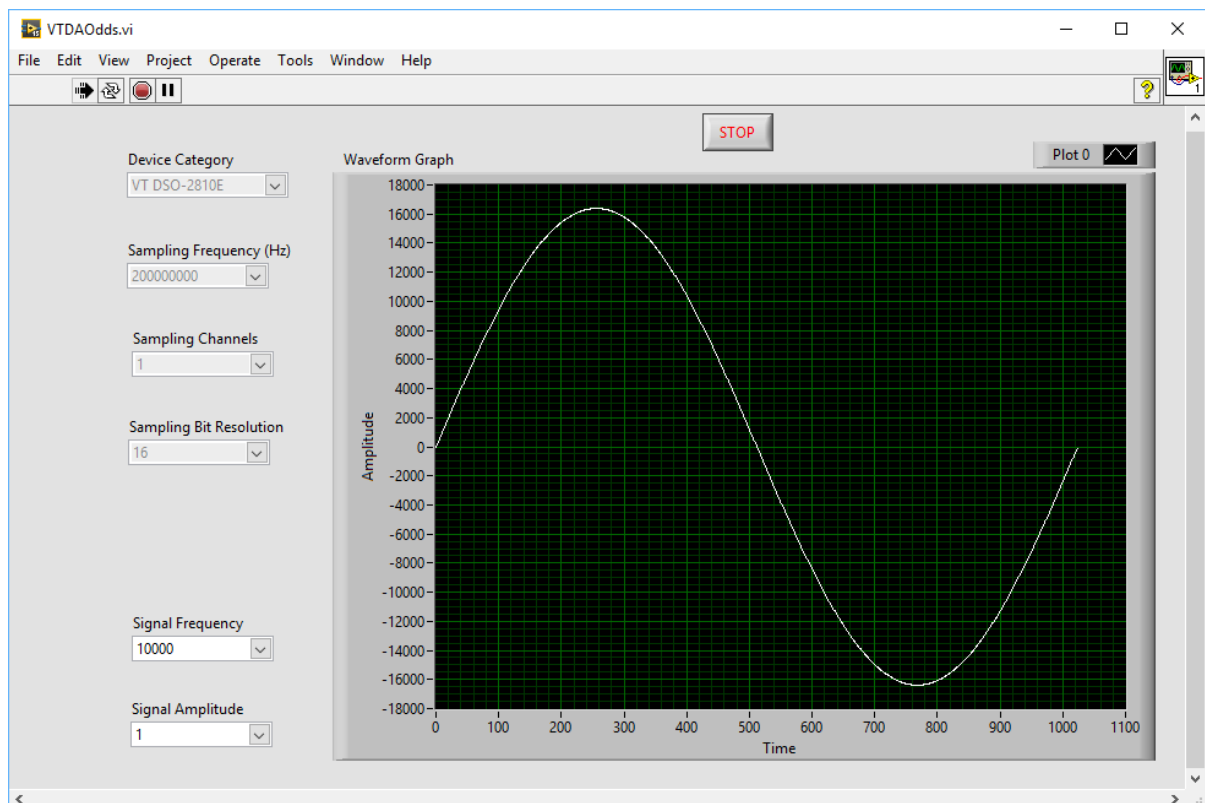 VTDAOdds.vi
File Edit View Project Operate Tools Window Help
15
1
STOP
Device Category
VT DSO-2810E
Sampling Frequency (Hz)
200000000
Sampling Channels
1
Sampling Bit Resolution
16
Signal Frequency
10000
Signal Amplitude
1
Waveform Graph
Plot 0
18000
16000
14000
12000
10000
8000
6000
4000
2000
0
-2000
-4000
-6000
-8000
-10000
-12000
-14000
-16000
-18000
Amplitude
0 100 200 300 400 500 600 700 800 900 1000 1100
Time